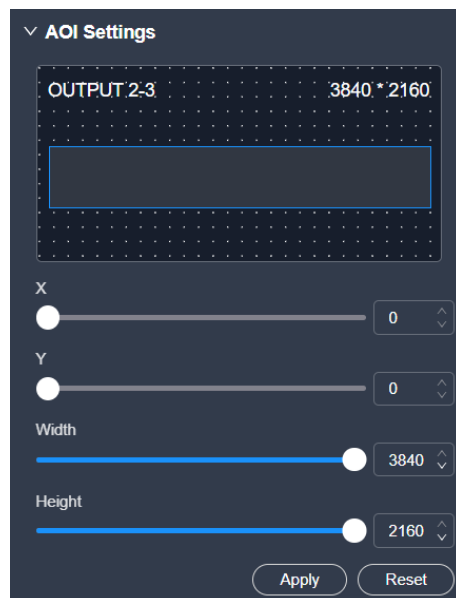 AOI Settings
OUTPUT 2-3 3840 * 2160
X
0
Y
0
Width
3840
Height
2160
Apply Reset